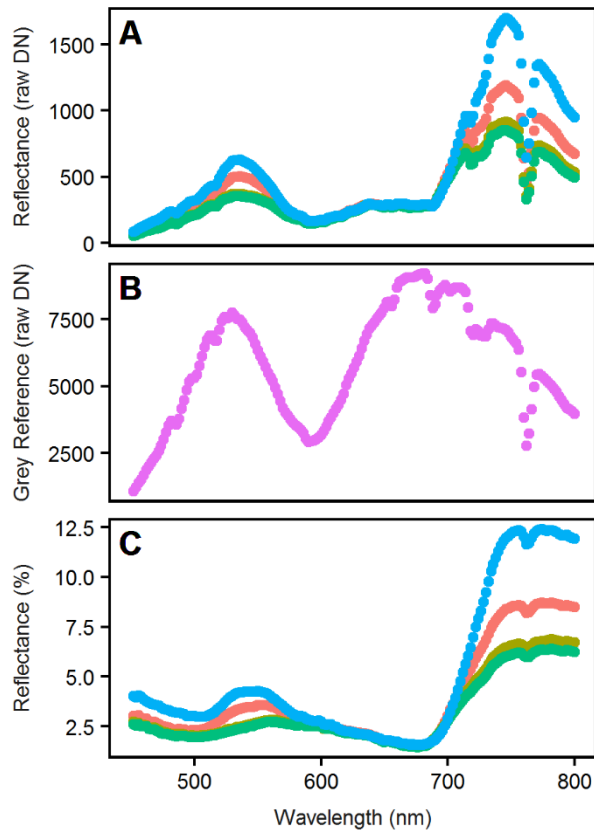 A
Reflectance (raw DN)
1500
1000
500
0
B
Grey Reference (raw DN)
7500
5000
2500
C
Reflectance (%)
12.5
10.0
7.5
5.0
2.5
500 600 700 800
Wavelength (nm)